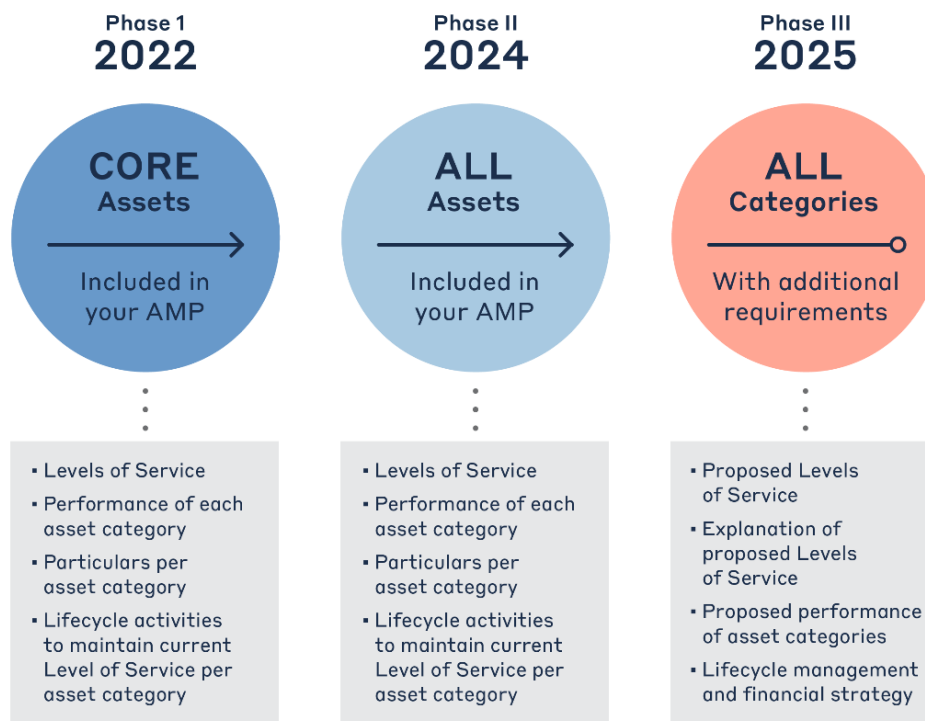 Phase 1
2022
CORE
Assets
Included in
your AMP
▪ Levels of Service
▪ Performance of each
asset category
▪ Particulars per
asset category
▪ Lifecycle activities
to maintain current
Level of Service per
asset category
Phase II
2024
ALL
Assets
Included in
your AMP
▪ Levels of Service
▪ Performance of each
asset category
▪ Particulars per
asset category
▪ Lifecycle activities
to maintain current
Level of Service per
asset category
Phase III
2025
ALL
Categories
With additional
requirements
▪ Proposed Levels
of Service
▪ Explanation of
proposed Levels
of Service
▪ Proposed performance
of asset categories
▪ Lifecycle management
and financial strategy